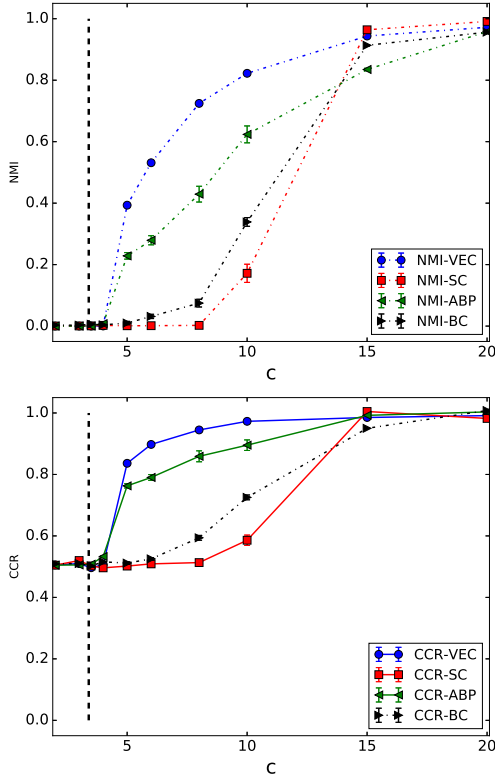 1.0
0.8
0.6
0.4
0.2
0.0
NMI
5 10 15 20
c
NMI-VEC
NMI-SC
NMI-ABP
NMI-BC
1.0
0.8
0.6
0.4
0.2
0.0
CCR
5 10 15 20
c
CCR-VEC
CCR-SC
CCR-ABP
CCR-BC